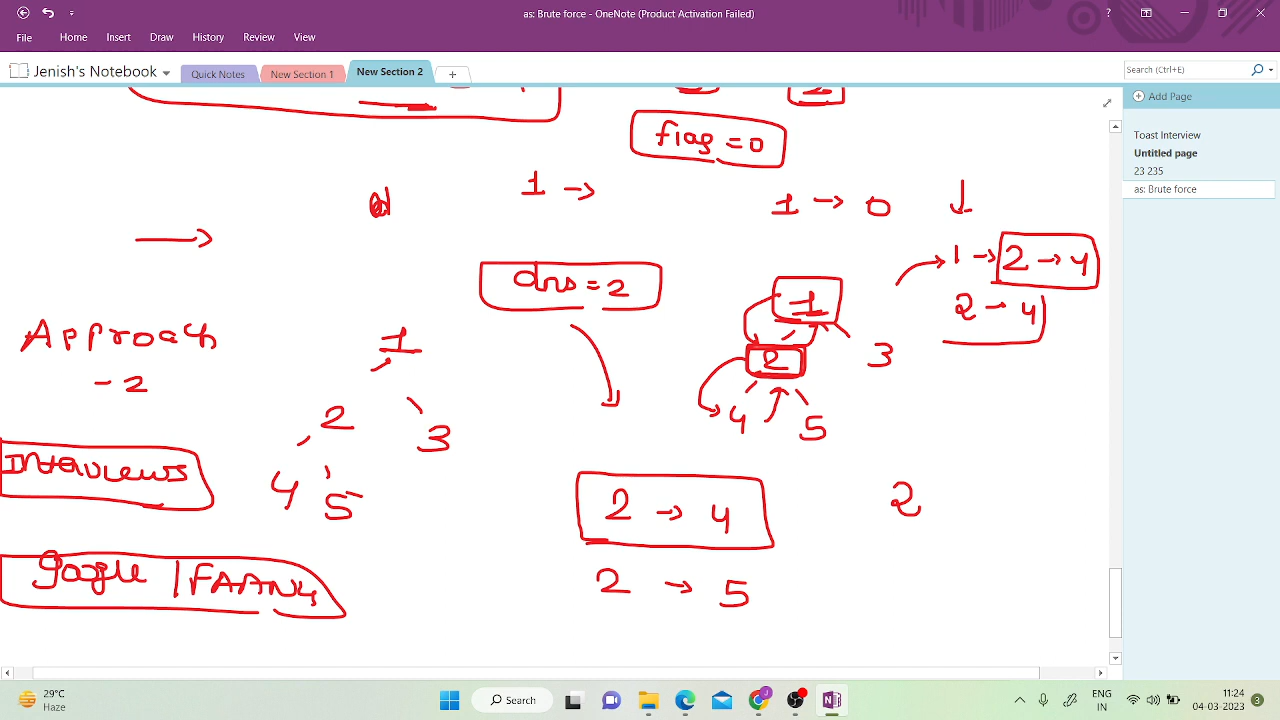 as: Brute force - OneNote (Product Activation Failed)
?
File Home Insert Draw History Review View
Jenish's Notebook
Quick Notes
New Section 1
New Section 2
+
Search (Ctrl+E)
Add Page
Toast Interview
Untitled page
23 235
as: Brute force
flag = 0
1 →
1 → 0 ↓
→
1 → 2 → 4
2 → 4
ans = 2
Approach
- 2
1
2
3
4
5
1
2
3
4
5
Interviews
2 → 4
2
2 → 5
google | FAANG
29°C
Haze
Search
ENG
IN
11:24
04-03-2023
3